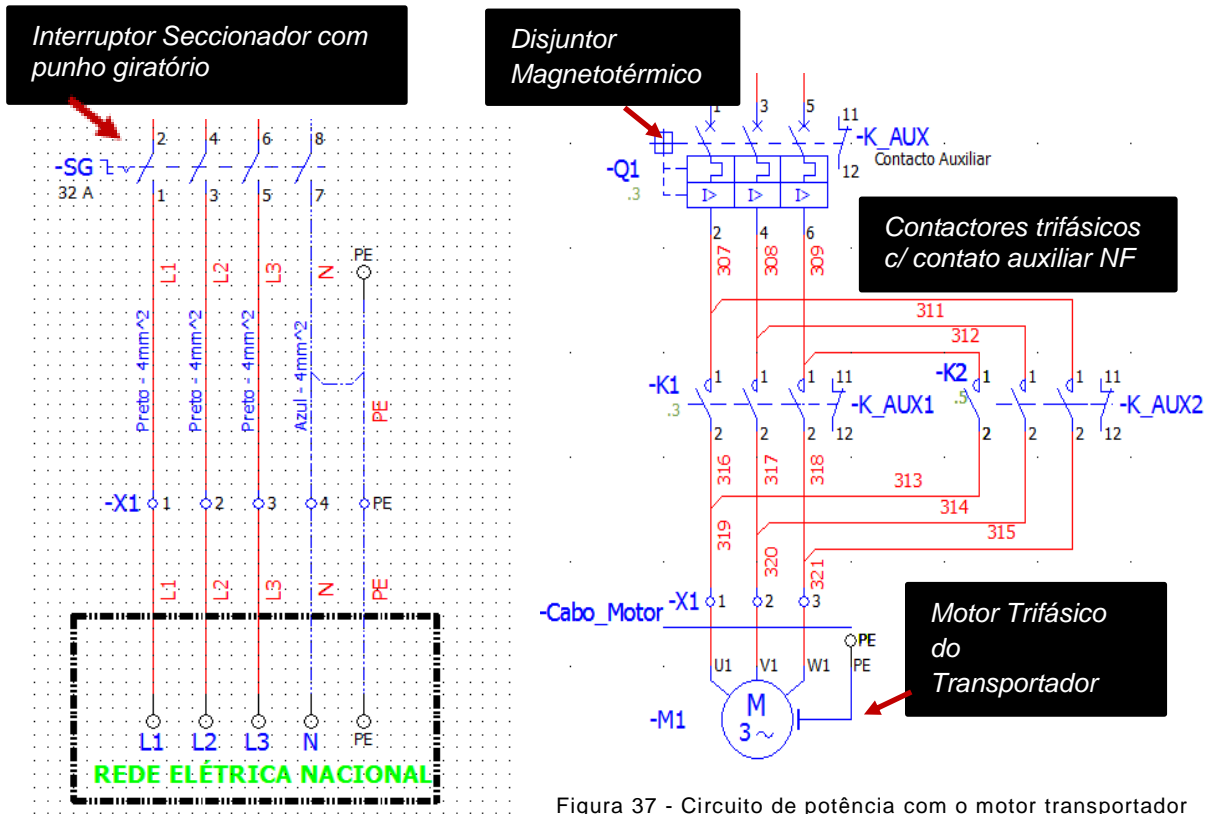 Interruptor Seccionador com
punho giratório
2 4 6 8
-SG
32 A
1 3 5 7
L1 L2 L3 N PE
Preto - 4mm^2
Preto - 4mm^2
Preto - 4mm^2
Azul - 4mm^2
PE
-X1 1 2 3 4 PE
L1 L2 L3 N PE
L1 L2 L3 N PE
REDE ELÉTRICA NACIONAL
Disjuntor
Magnetotérmico
1 3 5 11
-K_AUX
Contacto Auxiliar
12
-Q1
.3
I> I> I>
2 4 6
307 308 309
Contactores trifásicos
c/ contato auxiliar NF
311
312
-K1
.3
1 1 1 11
-K_AUX1
2 2 2 12
-K2
.5
1 1 1 11
-K_AUX2
2 2 2 12
316 317 318
313
314
315
319 320 321
-X1 1 2 3
-Cabo_Motor
PE
U1 V1 W1 PE
-M1
M
3 ~
Motor Trifásico
do
Transportador
Figura 37 - Circuito de potência com o motor transportador